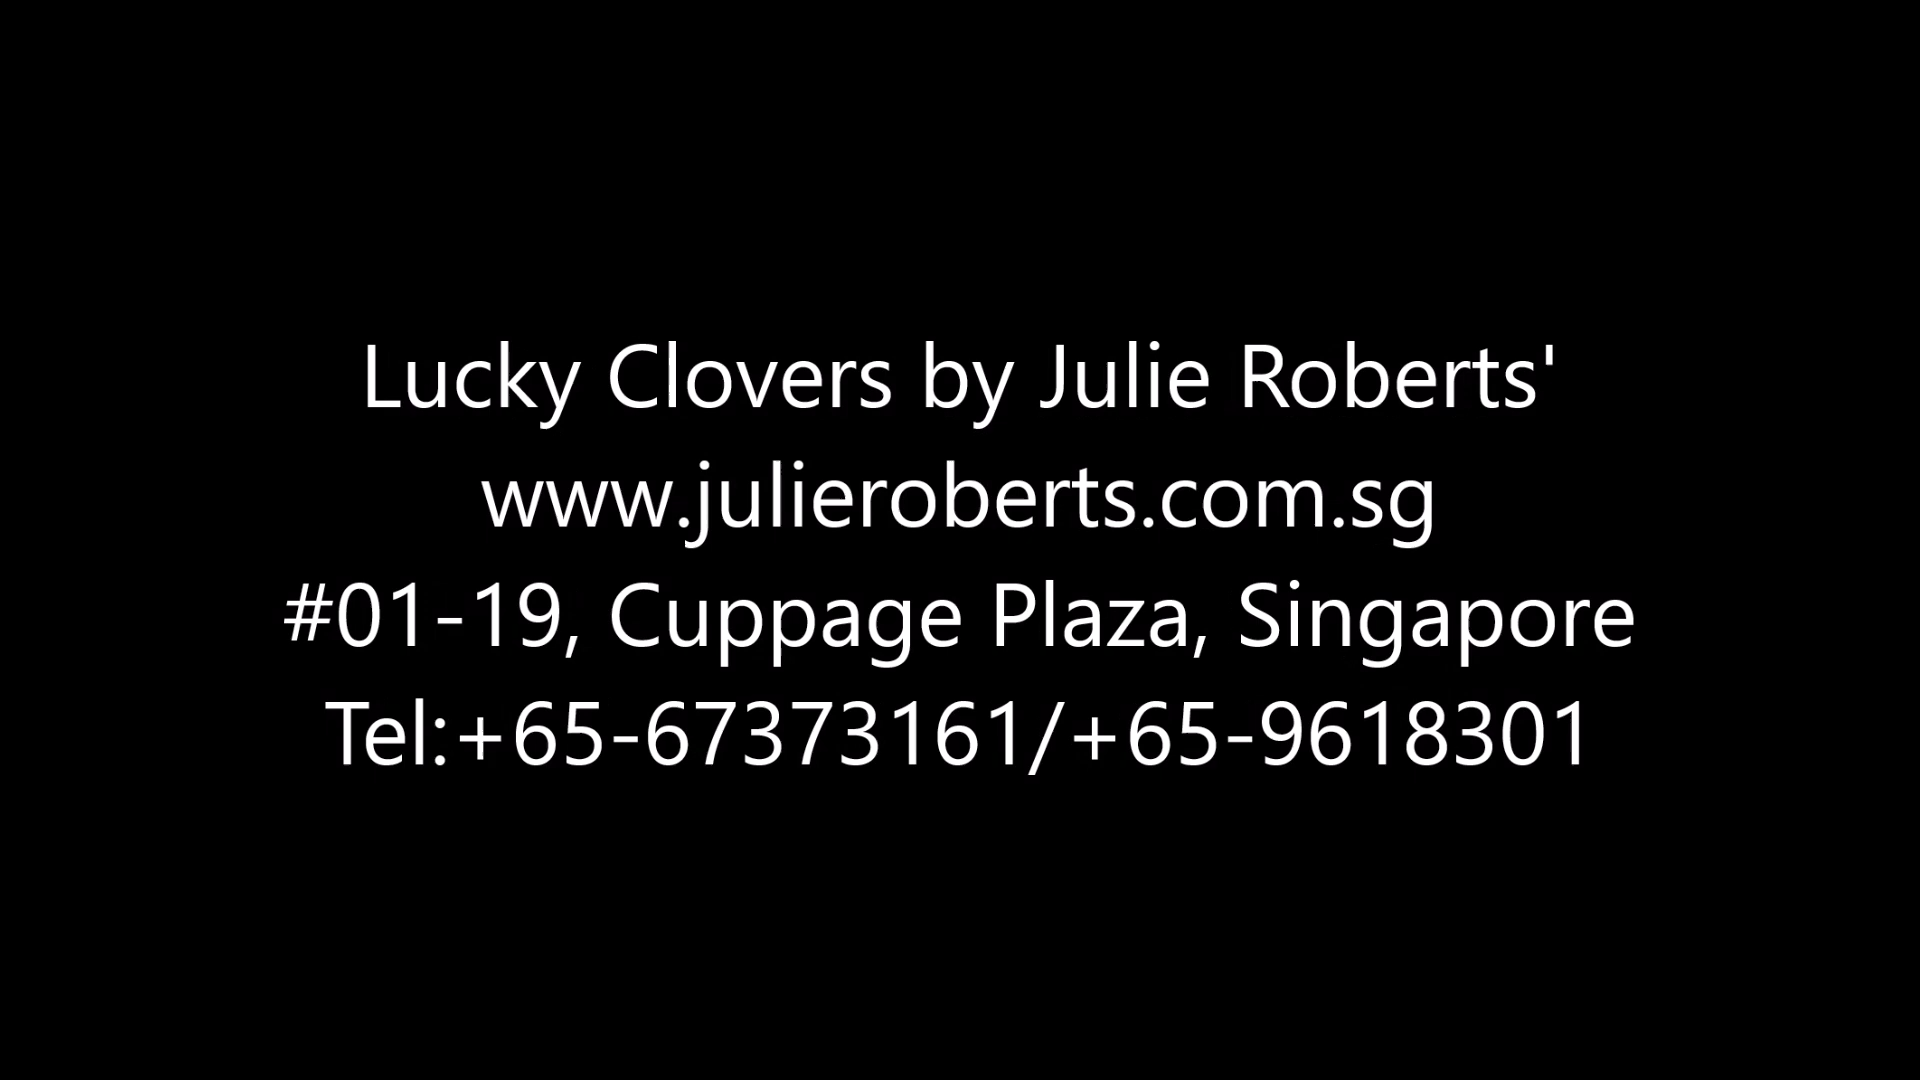 Lucky Clovers by Julie Roberts'
www.julieroberts.com.sg
#01-19, Cuppage Plaza, Singapore
Tel:+65-67373161/+65-9618301